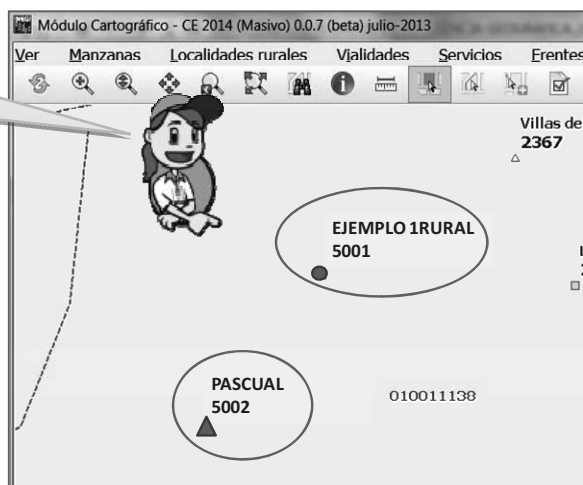 Módulo Cartográfico - CE 2014 (Masivo) 0.0.7 (beta) julio-2013
Ver Manzanas Localidades rurales Vialidades Servicios Frentes
Villas de
2367
EJEMPLO 1RURAL
5001
PASCUAL
5002
010011138